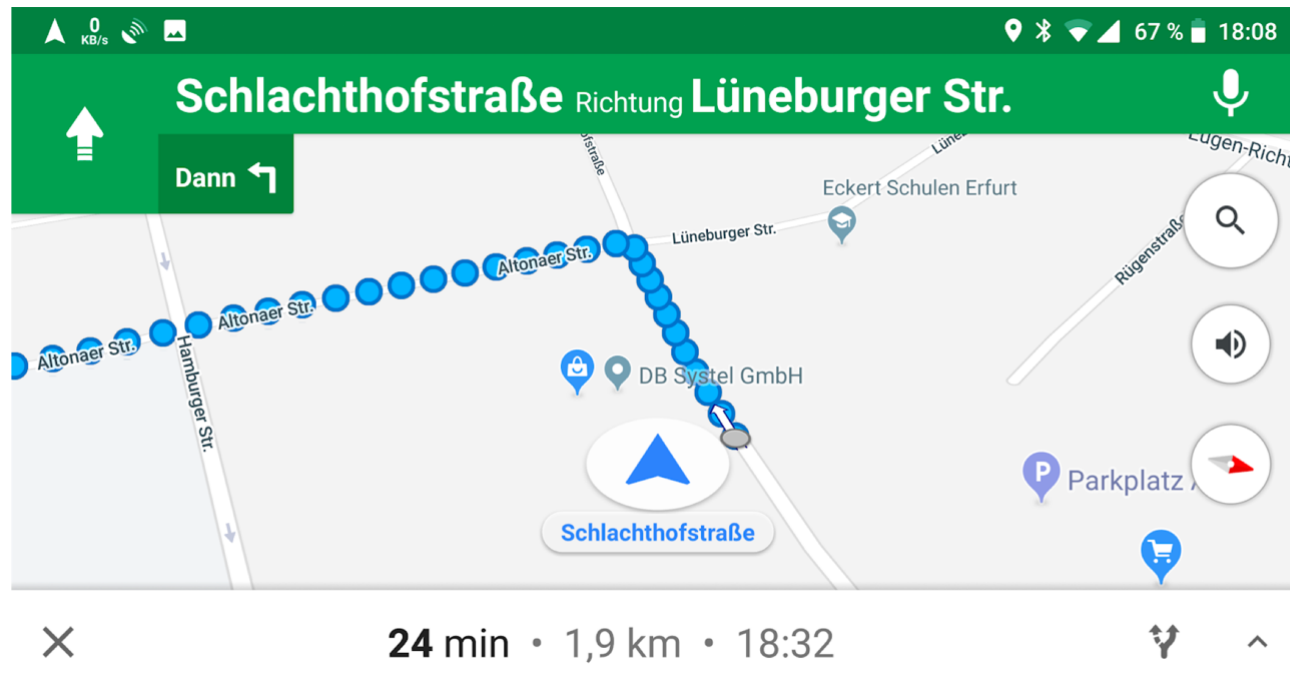 0
KB/s
67 %
18:08
Schlachthofstraße Richtung Lüneburger Str.
Dann
Eckert Schulen Erfurt
Lüneburger Str.
Rügenstraße
Altonaer Str.
Altonaer Str.
Altonaer Str.
Hamburger Str.
DB Systel GmbH
P Parkplatz
Schlachthofstraße
24 min • 1,9 km • 18:32